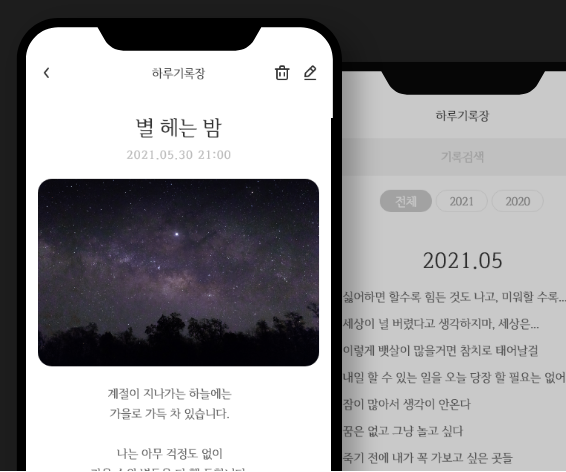 하루기록장
별 헤는 밤
2021.05.30 21:00
계절이 지나가는 하늘에는
가을로 가득 차 있습니다.
나는 아무 걱정도 없이
하루기록장
기록검색
전체 2021 2020
2021.05
싫어하면 할수록 힘든 것도 나고, 미워할 수록...
세상이 널 버렸다고 생각하지마, 세상은...
이렇게 뱃살이 많을거면 참치로 태어날걸
내일 할 수 있는 일을 오늘 당장 할 필요는 없어
잠이 많아서 생각이 안온다
꿈은 없고 그냥 놀고 싶다
죽기 전에 내가 꼭 가보고 싶은 곳들